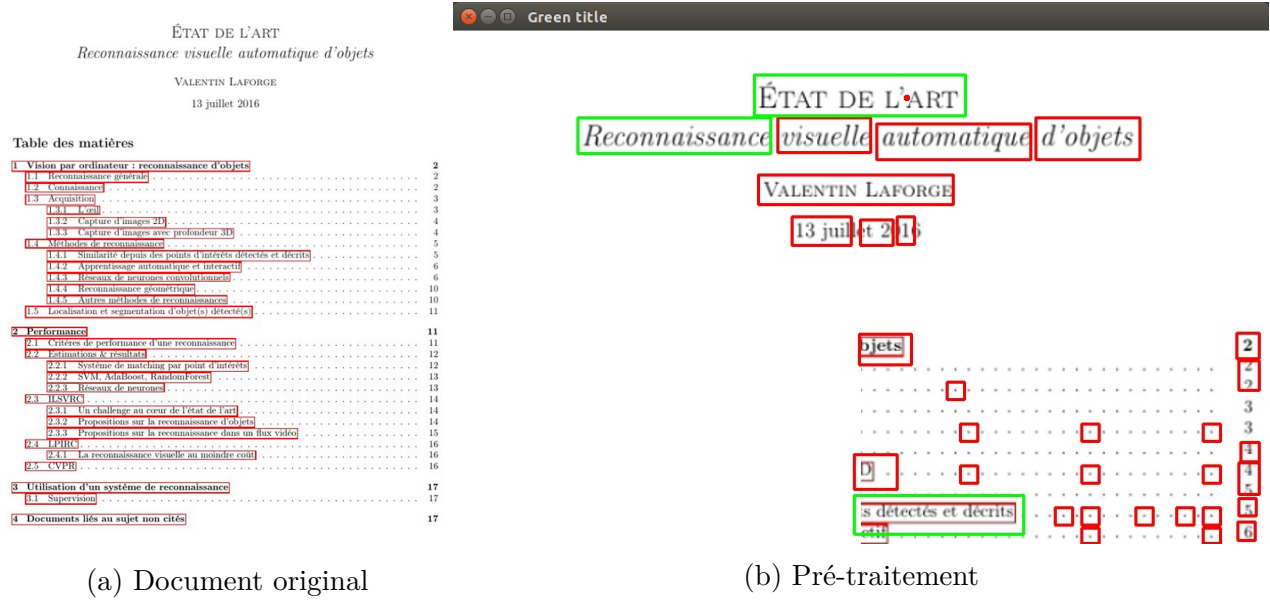 ÉTAT DE L'ART
Reconnaissance visuelle automatique d'objets
VALENTIN LAFORGE
13 juillet 2016
Table des matières
1 Vision par ordinateur : reconnaissance d'objets 2
1.1 Reconnaissance générale 2
1.2 Connaissance 2
1.3 Acquisition 3
1.3.1 L'œil 3
1.3.2 Capture d'images 2D 4
1.3.3 Capture d'images avec profondeur 3D 4
1.4 Méthodes de reconnaissance 5
1.4.1 Similarité depuis des points d'intérêts détectés et décrits 5
1.4.2 Apprentissage automatique et interactif 6
1.4.3 Réseaux de neurones convolutionnels 6
1.4.4 Reconnaissance géométrique 10
1.4.5 Autres méthodes de reconnaissances 10
1.5 Localisation et segmentation d'objet(s) détecté(s) 11
2 Performance 11
2.1 Critères de performance d'une reconnaissance 11
2.2 Estimations & résultats 12
2.2.1 Système de matching par point d'intérêts 12
2.2.2 SVM, AdaBoost, RandomForest 13
2.2.3 Réseaux de neurones 13
2.3 ILSVRC 14
2.3.1 Un challenge au cœur de l'état de l'art 14
2.3.2 Propositions sur la reconnaissance d'objets 14
2.3.3 Propositions sur la reconnaissance dans un flux vidéo 15
2.4 LPIRC 16
2.4.1 La reconnaissance visuelle au moindre coût 16
2.5 CVPR 16
3 Utilisation d'un système de reconnaissance 17
3.1 Supervision 17
4 Documents liés au sujet non cités 17
(a) Document original
Green title
ÉTAT DE L'ART
Reconnaissance visuelle automatique d'objets
VALENTIN LAFORGE
13 juillet 2016
objets 2
2
2
3
3
4
D 4
5
s détectés et décrits 5
ctif 6
(b) Pré-traitement